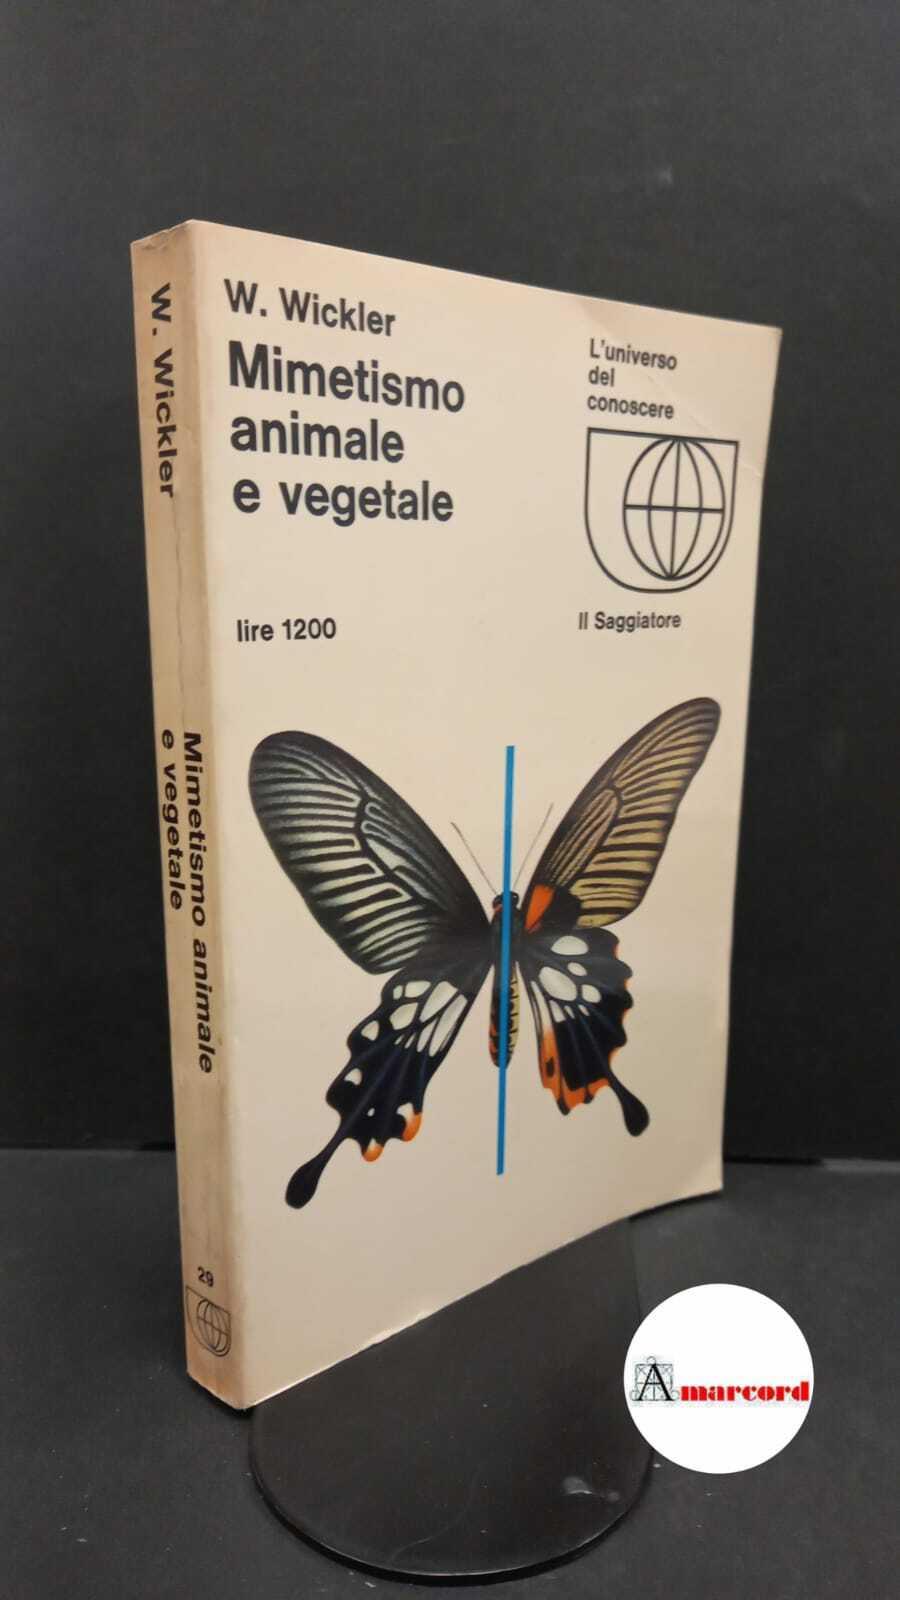 W. Wickler
Mimetismo
animale
e vegetale
L'universo
del
conoscere
lire 1200
Il Saggiatore
W. Wickler
Mimetismo animale
e vegetale
29
Amarcord